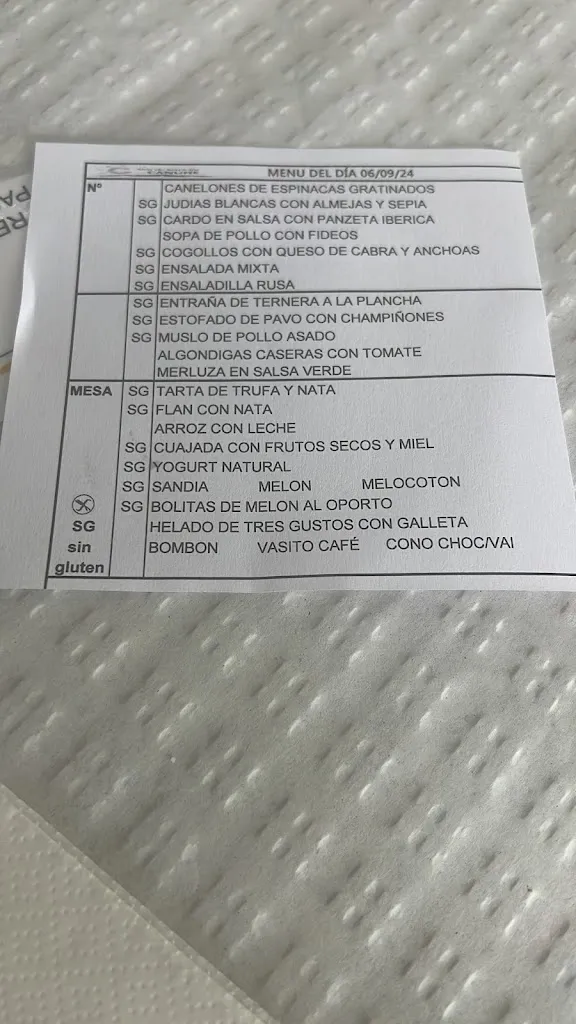 MENU DEL DÍA 06/09/24
Nº
CANELONES DE ESPINACAS GRATINADOS
SG JUDIAS BLANCAS CON ALMEJAS Y SEPIA
SG CARDO EN SALSA CON PANZETA IBERICA
SOPA DE POLLO CON FIDEOS
SG COGOLLOS CON QUESO DE CABRA Y ANCHOAS
SG ENSALADA MIXTA
SG ENSALADILLA RUSA
SG ENTRAÑA DE TERNERA A LA PLANCHA
SG ESTOFADO DE PAVO CON CHAMPIÑONES
SG MUSLO DE POLLO ASADO
ALGONDIGAS CASERAS CON TOMATE
MERLUZA EN SALSA VERDE
MESA SG TARTA DE TRUFA Y NATA
SG FLAN CON NATA
ARROZ CON LECHE
SG CUAJADA CON FRUTOS SECOS Y MIEL
SG YOGURT NATURAL
SG SANDIA MELON MELOCOTON
SG BOLITAS DE MELON AL OPORTO
SG HELADO DE TRES GUSTOS CON GALLETA
sin BOMBON VASITO CAFÉ CONO CHOC/VAI
gluten